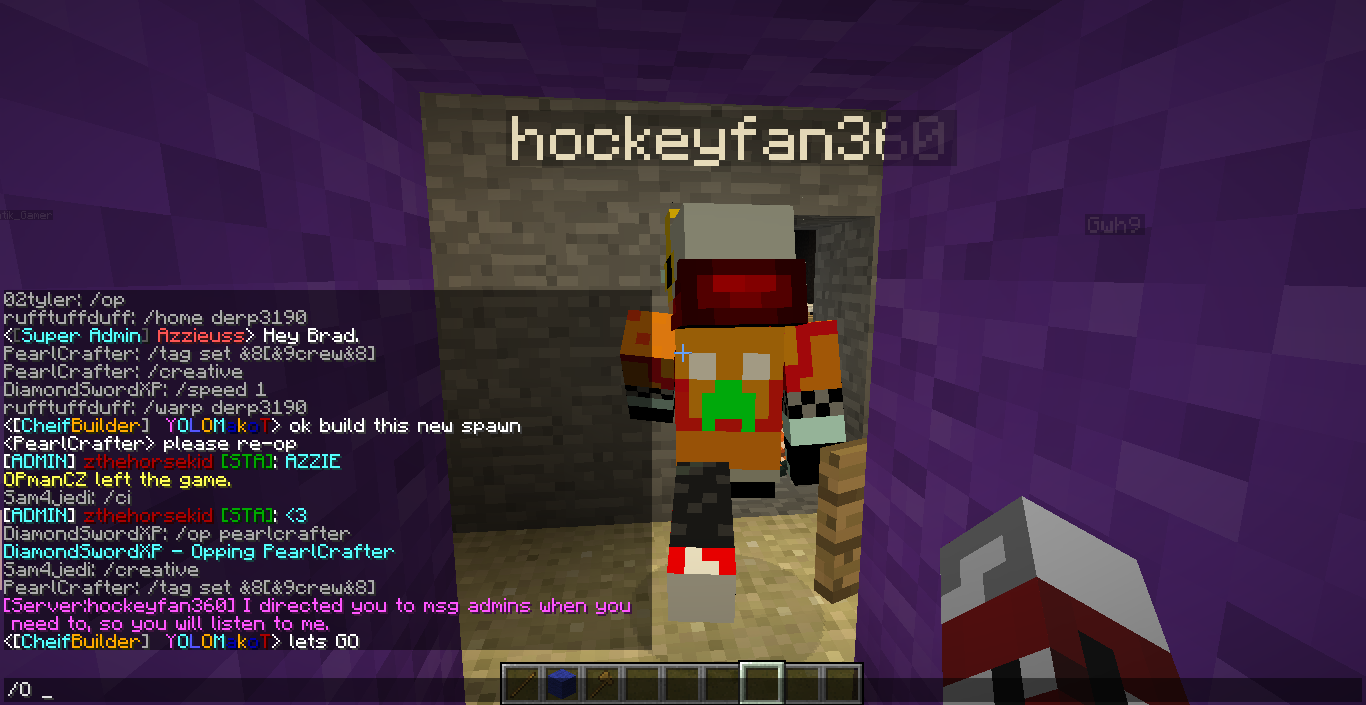 hockeyfan360
Gwh9
02tyler: /op
rufftuffduff: /home derp3190
<[Super Admin] Azzieuss> Hey Brad.
PearlCrafter: /tag set &8[&9crew&8]
PearlCrafter: /creative
DiamondSwordXP: /speed 1
rufftuffduff: /warp derp3190
<[CheifBuilder] YOLOMakoT> ok build this new spawn
<PearlCrafter> please re-op
[ADMIN] zthehorsekid [STA]: AZZIE
OPmanCZ left the game.
Sam4jedi: /ci
[ADMIN] zthehorsekid [STA]: <3
DiamondSwordXP: /op pearlcrafter
DiamondSwordXP - Opping PearlCrafter
Sam4jedi: /creative
PearlCrafter: /tag set &8[&9crew&8]
[Server:hockeyfan360] I directed you to msg admins when you
need to, so you will listen to me.
<[CheifBuilder] YOLOMakoT> lets GO
/O _